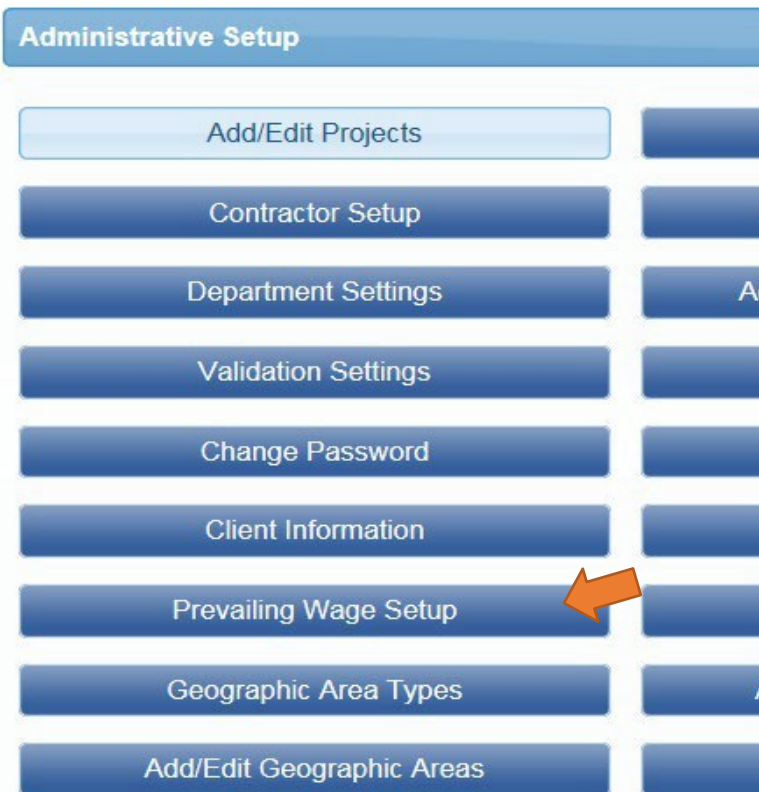 Administrative Setup
Add/Edit Projects
Contractor Setup
Department Settings
Validation Settings
Change Password
Client Information
Prevailing Wage Setup
Geographic Area Types
Add/Edit Geographic Areas